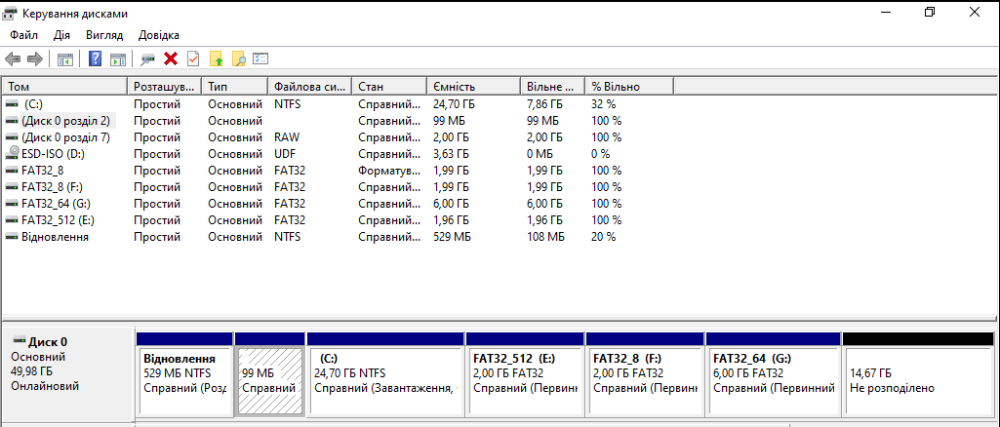 Керування дисками
Файл Дія Вигляд Довідка
Том Розташув... Тип Файлова си... Стан Ємність Вільне ... % Вільно
(C:) Простий Основний NTFS Справний... 24,70 ГБ 7,86 ГБ 32 %
(Диск 0 розділ 2) Простий Основний Справний... 99 МБ 99 МБ 100 %
(Диск 0 розділ 7) Простий Основний RAW Справний... 2,00 ГБ 2,00 ГБ 100 %
ESD-ISO (D:) Простий Основний UDF Справний... 3,63 ГБ 0 МБ 0 %
FAT32_8 Простий Основний FAT32 Форматув... 1,99 ГБ 1,99 ГБ 100 %
FAT32_8 (F:) Простий Основний FAT32 Справний... 1,99 ГБ 1,99 ГБ 100 %
FAT32_64 (G:) Простий Основний FAT32 Справний... 6,00 ГБ 6,00 ГБ 100 %
FAT32_512 (E:) Простий Основний FAT32 Справний... 1,96 ГБ 1,96 ГБ 100 %
Відновлення Простий Основний NTFS Справний... 529 МБ 108 МБ 20 %
Диск 0
Основний
49,98 ГБ
Онлайновий
Відновлення
529 МБ NTFS
Справний (Розд
99 МБ
Справний
(C:)
24,70 ГБ NTFS
Справний (Завантаження,
FAT32_512 (E:)
2,00 ГБ FAT32
Справний (Первинн
FAT32_8 (F:)
2,00 ГБ FAT32
Справний (Первинн
FAT32_64 (G:)
6,00 ГБ FAT32
Справний (Первинний
14,67 ГБ
Не розподілено